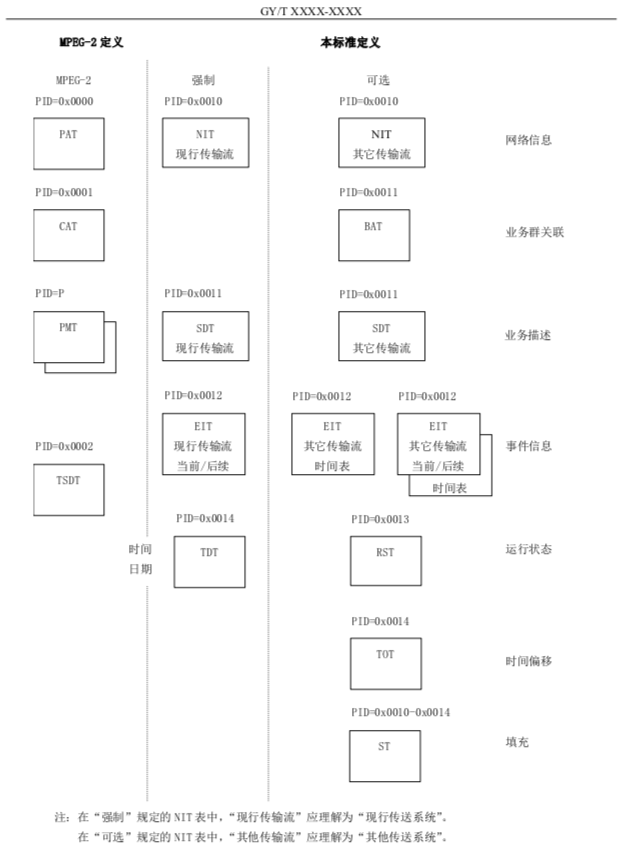 GY/T XXXX-XXXX
MPEG-2 定义
本标准定义
MPEG-2
强制
可选
PID=0x0000
PID=0x0010
PID=0x0010
PAT
NIT
现行传输流
NIT
其它传输流
网络信息
PID=0x0001
PID=0x0011
CAT
BAT
业务群关联
PID=P
PID=0x0011
PID=0x0011
PMT
SDT
现行传输流
SDT
其它传输流
业务描述
PID=0x0012
PID=0x0012
PID=0x0012
EIT
现行传输流
当前/后续
EIT
其它传输流
时间表
EIT
其它传输流
当前/后续
时间表
事件信息
PID=0x0002
TSDT
PID=0x0014
PID=0x0013
时间
日期
TDT
RST
运行状态
PID=0x0014
TOT
时间偏移
PID=0x0010-0x0014
ST
填充
注：在“强制”规定的NIT表中，“现行传输流”应理解为“现行传送系统”。
在“可选”规定的NIT表中，“其他传输流”应理解为“其他传送系统”。